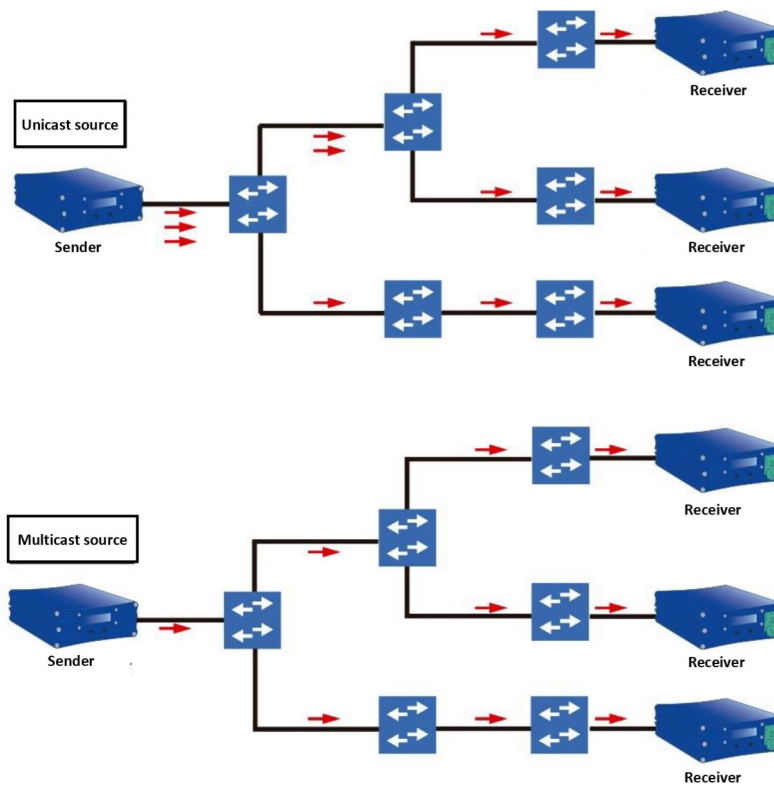 Unicast source
Sender
Receiver
Receiver
Receiver
Multicast source
Sender
Receiver
Receiver
Receiver